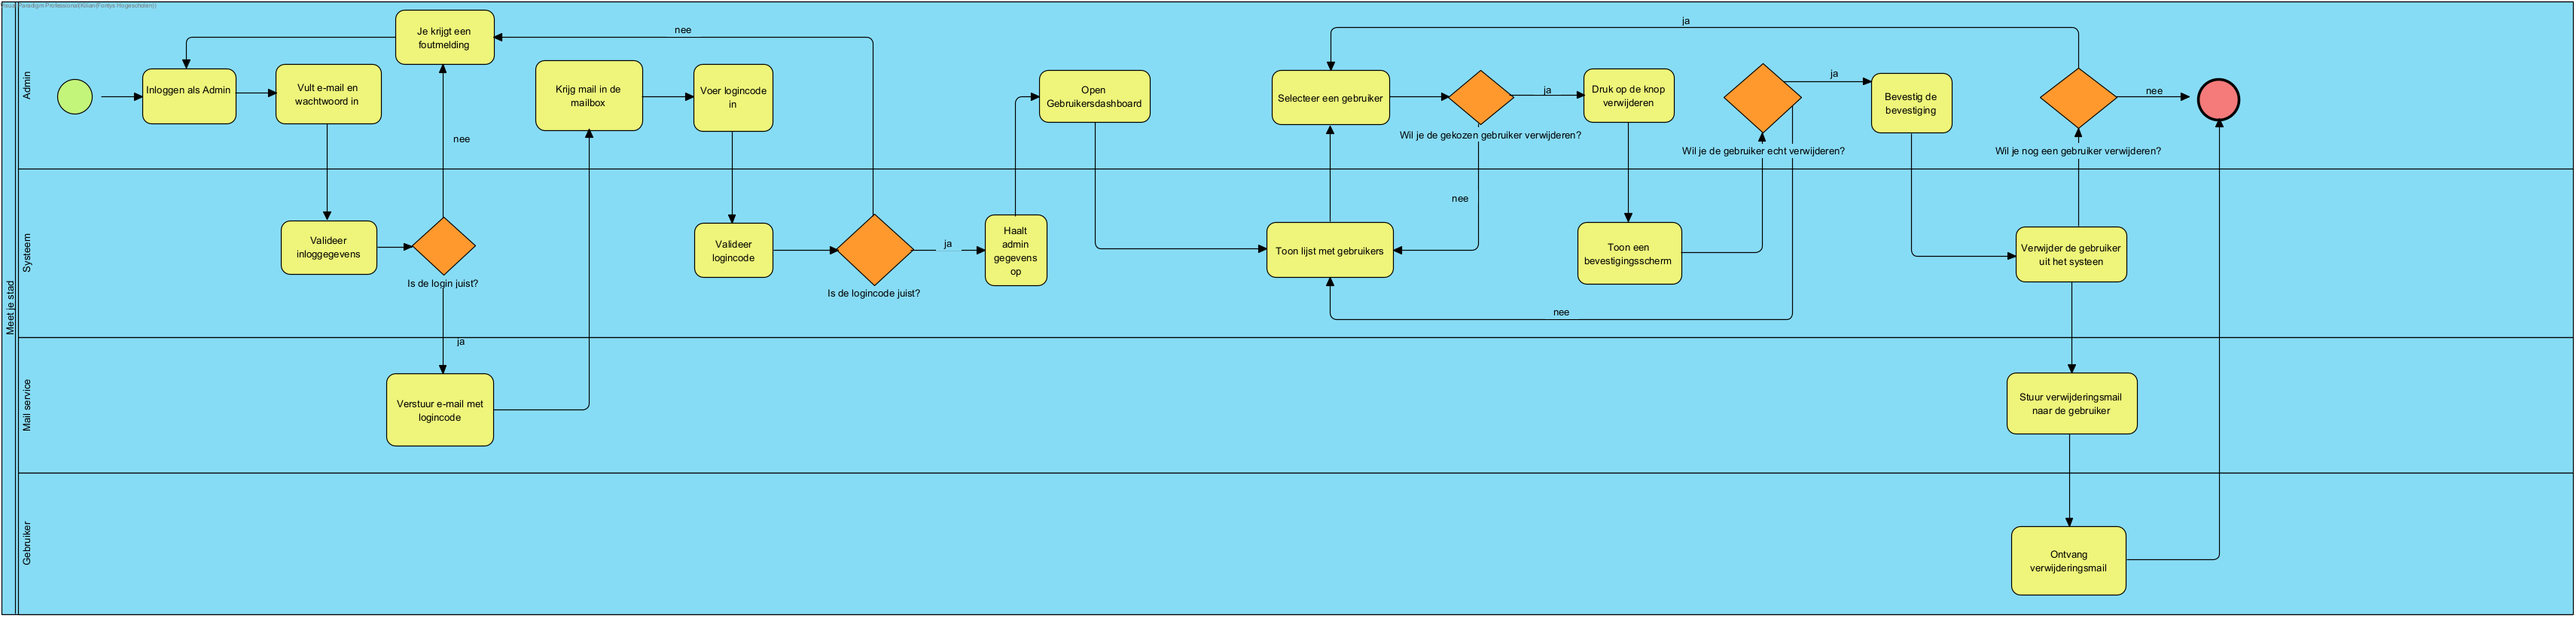 Visual Paradigm Professional(Kilian(Fontys Hogescholen))
Meet je stad
Admin
Je krijgt een
foutmelding
nee
ja
Inloggen als Admin
Vult e-mail en
wachtwoord in
nee
Krijg mail in de
mailbox
Voer logincode
in
Open
Gebruikersdashboard
Selecteer een gebruiker
Wil je de gekozen gebruiker verwijderen?
ja
Druk op de knop
verwijderen
Wil je de gebruiker echt verwijderen?
ja
Bevestig de
bevestiging
Wil je nog een gebruiker verwijderen?
nee
Systeem
Valideer
inloggegevens
Is de login juist?
Valideer
logincode
Is de logincode juist?
ja
Haalt
admin
gegevens
op
Toon lijst met gebruikers
nee
Toon een
bevestigingsscherm
nee
Verwijder de gebruiker
uit het systeen
Mail service
ja
Verstuur e-mail met
logincode
Stuur verwijderingsmail
naar de gebruiker
Gebruiker
Ontvang
verwijderingsmail